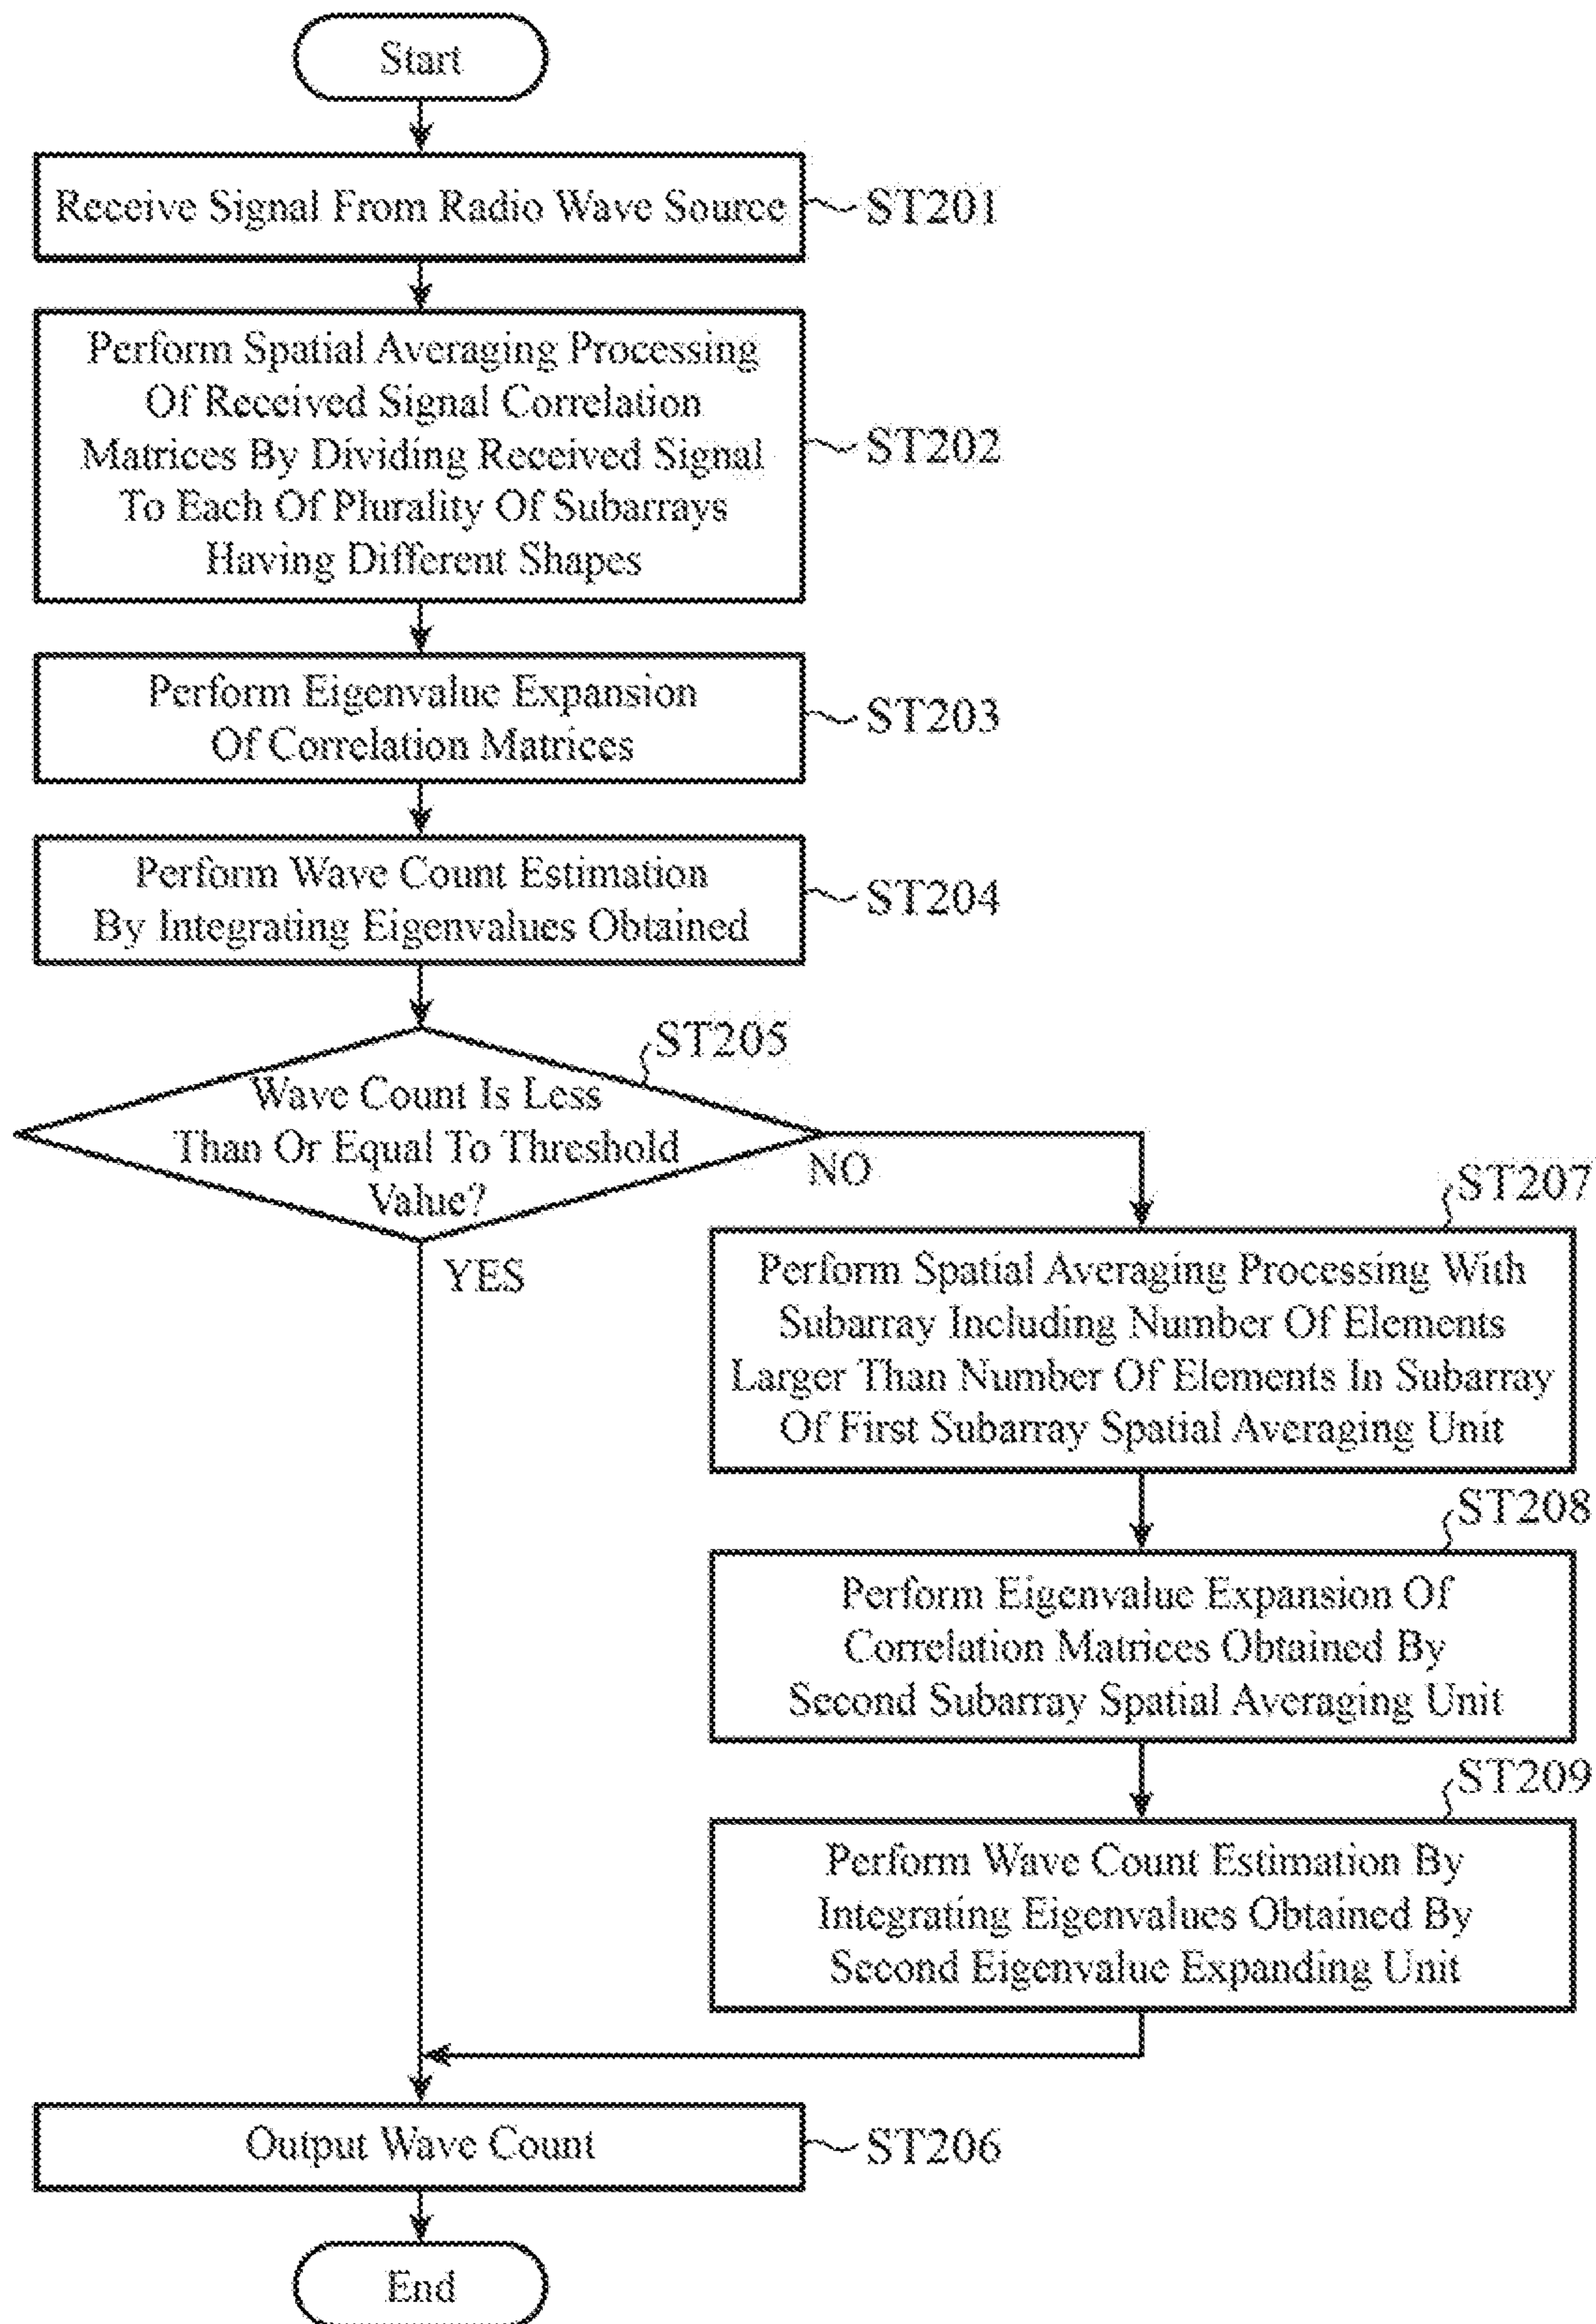 Start
Receive Signal From Radio Wave Source
ST201
Perform Spatial Averaging Processing
Of Received Signal Correlation
Matrices By Dividing Received Signal
To Each Of Plurality Of Subarrays
Having Different Shapes
ST202
Perform Eigenvalue Expansion
Of Correlation Matrices
ST203
Perform Wave Count Estimation
By Integrating Eigenvalues Obtained
ST204
ST205
Wave Count Is Less
Than Or Equal To Threshold
Value?
NO
YES
ST207
Perform Spatial Averaging Processing With
Subarray Including Number Of Elements
Larger Than Number Of Elements In Subarray
Of First Subarray Spatial Averaging Unit
ST208
Perform Eigenvalue Expansion Of
Correlation Matrices Obtained By
Second Subarray Spatial Averaging Unit
ST209
Perform Wave Count Estimation By
Integrating Eigenvalues Obtained By
Second Eigenvalue Expanding Unit
Output Wave Count
ST206
End